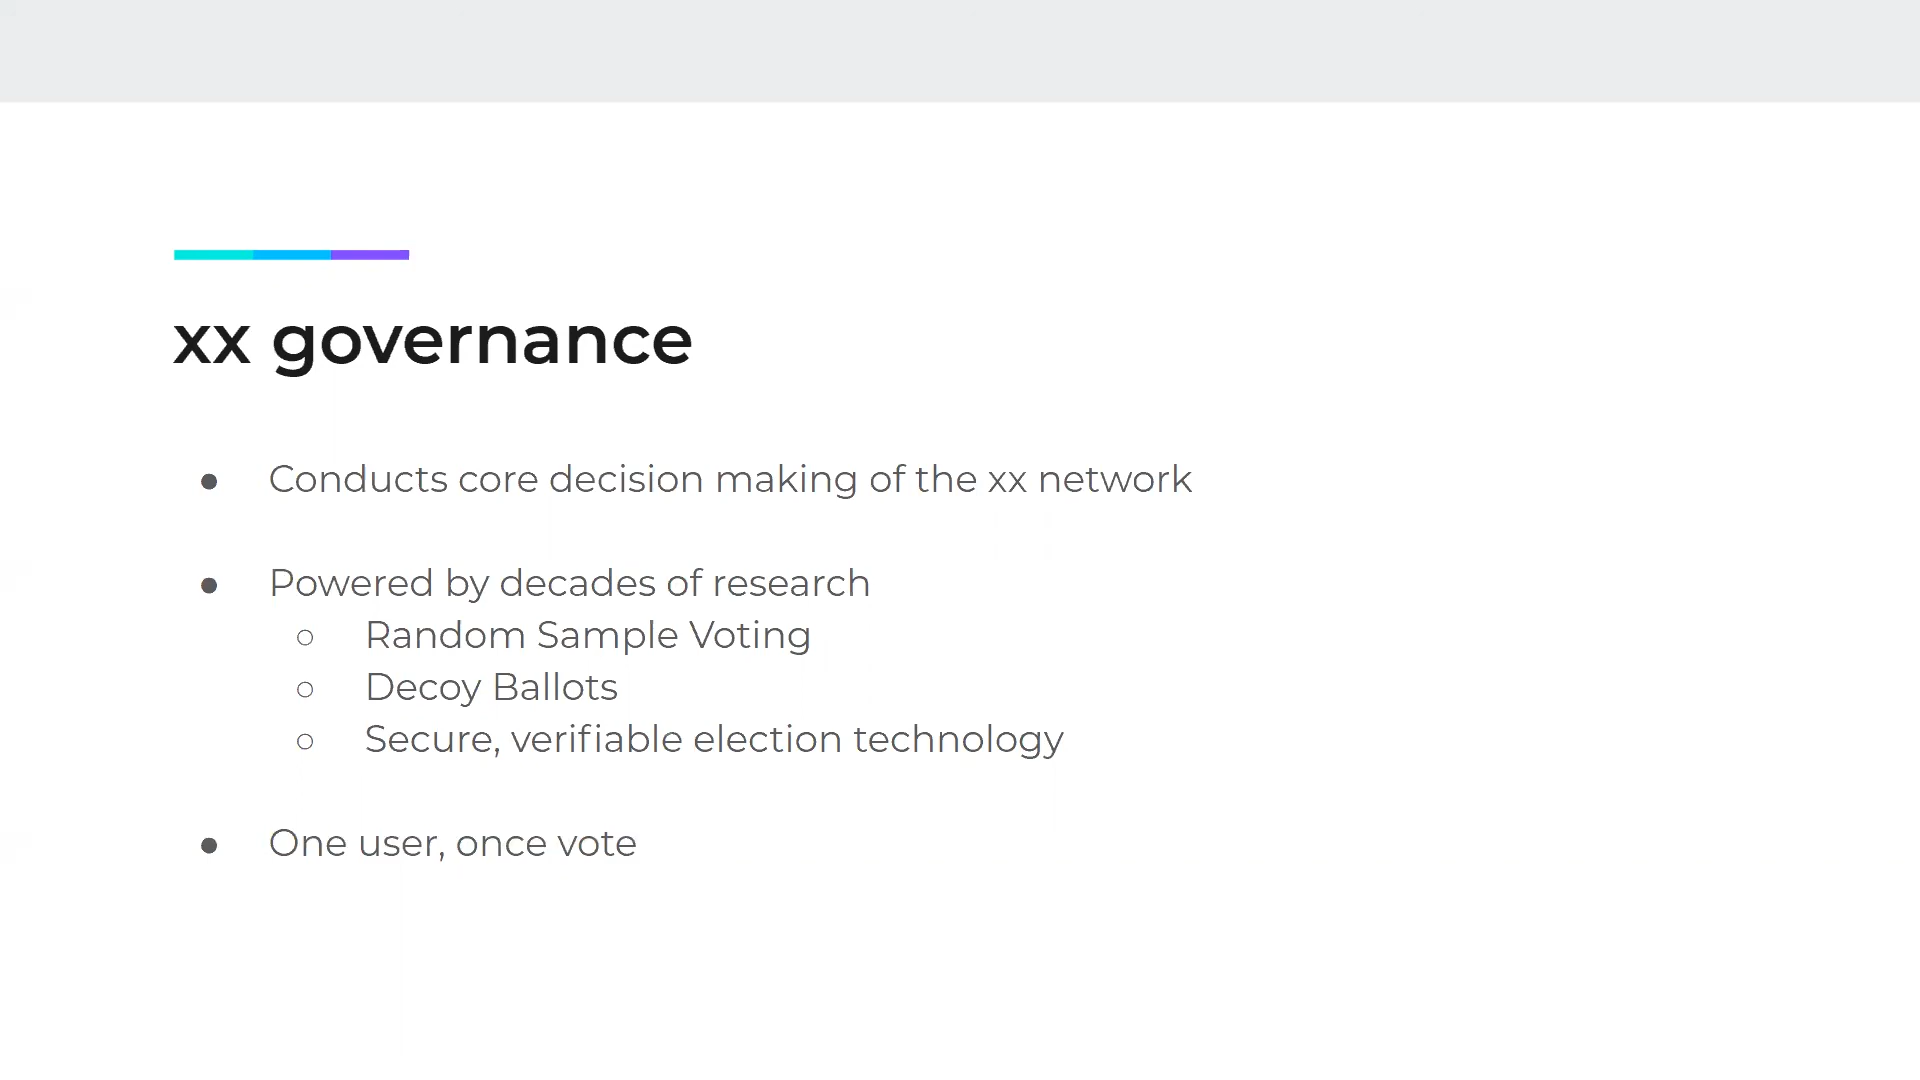 xx governance
● Conducts core decision making of the xx network
● Powered by decades of research
○ Random Sample Voting
○ Decoy Ballots
○ Secure, verifiable election technology
● One user, once vote